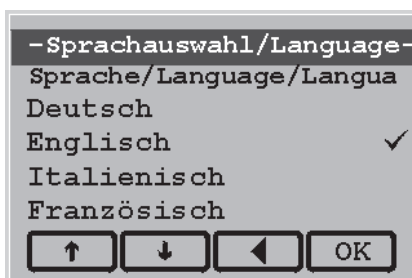 -Sprachauswahl/Language-
Sprache/Language/Langua
Deutsch
Englisch
Italienisch
Französisch
OK